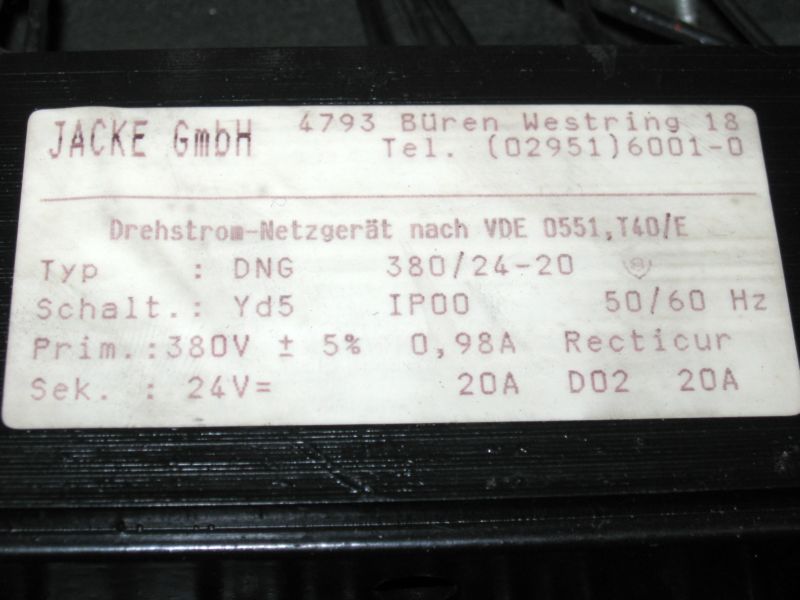 JACKE GmbH 4793 Büren Westring 18
Tel. (02951)6001-0
Drehstrom-Netzgerät nach VDE 0551,T40/E
Typ : DNG 380/24-20
Schalt.: Yd5 IP00 50/60 Hz
Prim.:380V ± 5% 0,98A Recticur
Sek. : 24V= 20A D02 20A